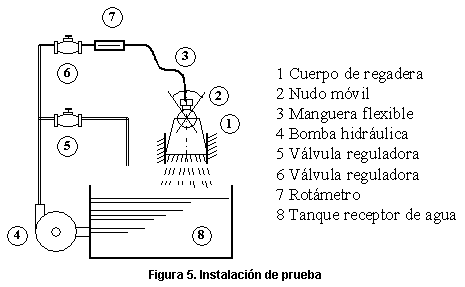 7
6
3
2
1
5
4
8
1 Cuerpo de regadera
2 Nudo móvil
3 Manguera flexible
4 Bomba hidráulica
5 Válvula reguladora
6 Válvula reguladora
7 Rotámetro
8 Tanque receptor de agua
Figura 5. Instalación de prueba